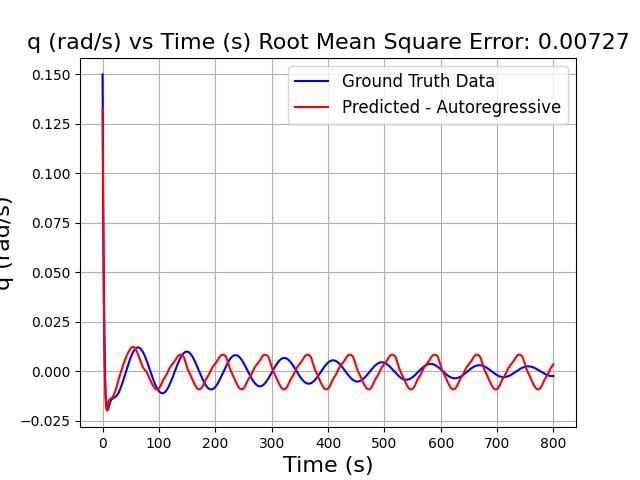 q (rad/s) vs Time (s) Root Mean Square Error: 0.00727
Ground Truth Data
Predicted - Autoregressive
0.150
0.125
0.100
0.075
0.050
0.025
0.000
−0.025
q (rad/s)
0 100 200 300 400 500 600 700 800
Time (s)